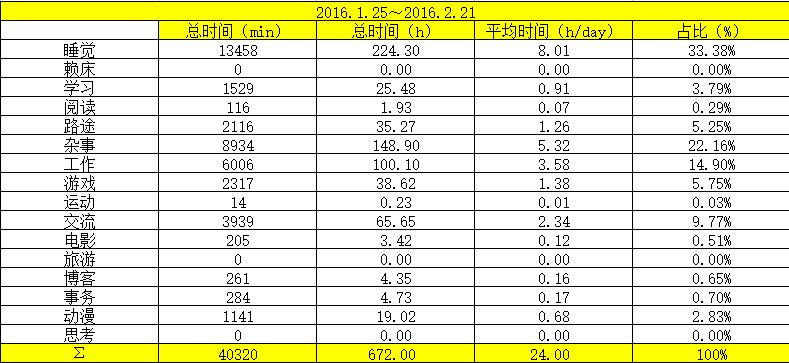 2016.1.25～2016.2.21
总时间(min) 总时间(h) 平均时间(h/day) 占比(%)
睡觉 13458 224.30 8.01 33.38%
赖床 0 0.00 0.00 0.00%
学习 1529 25.48 0.91 3.79%
阅读 116 1.93 0.07 0.29%
路途 2116 35.27 1.26 5.25%
杂事 8934 148.90 5.32 22.16%
工作 6006 100.10 3.58 14.90%
游戏 2317 38.62 1.38 5.75%
运动 14 0.23 0.01 0.03%
交流 3939 65.65 2.34 9.77%
电影 205 3.42 0.12 0.51%
旅游 0 0.00 0.00 0.00%
博客 261 4.35 0.16 0.65%
事务 284 4.73 0.17 0.70%
动漫 1141 19.02 0.68 2.83%
思考 0 0.00 0.00 0.00%
Σ 40320 672.00 24.00 100%